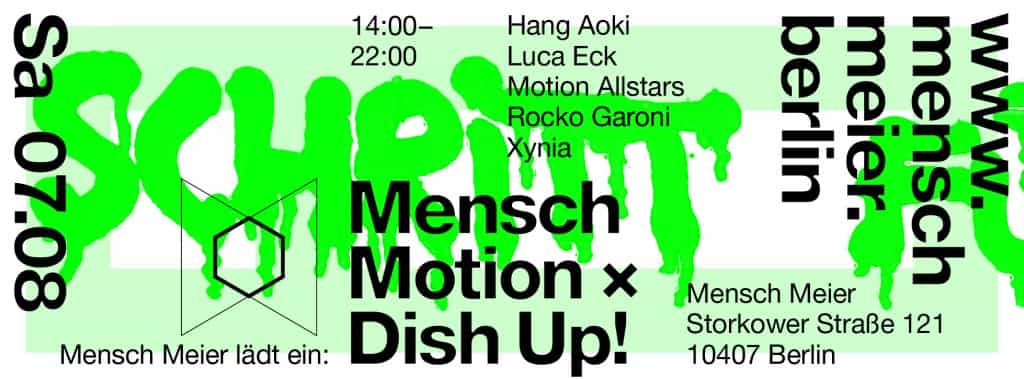 Sa 07.08
14:00–
22:00
Hang Aoki
Luca Eck
Motion Allstars
Rocko Garoni
Xynia
www.
mensch
meier.
berlin
SCHRITT
Mensch
Motion ×
Dish Up!
Mensch Meier lädt ein:
Mensch Meier
Storkower Straße 121
10407 Berlin